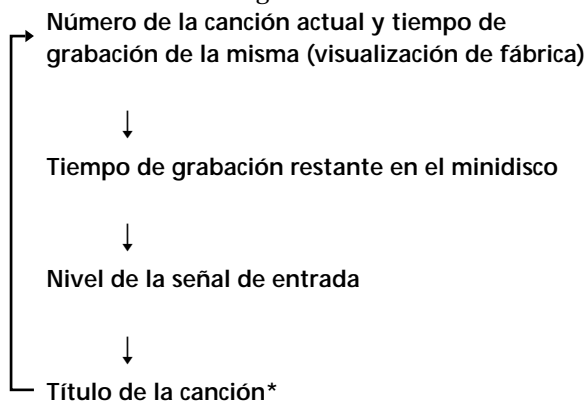 Número de la canción actual y tiempo de
grabación de la misma (visualización de fábrica)
Tiempo de grabación restante en el minidisco
Nivel de la señal de entrada
Título de la canción*